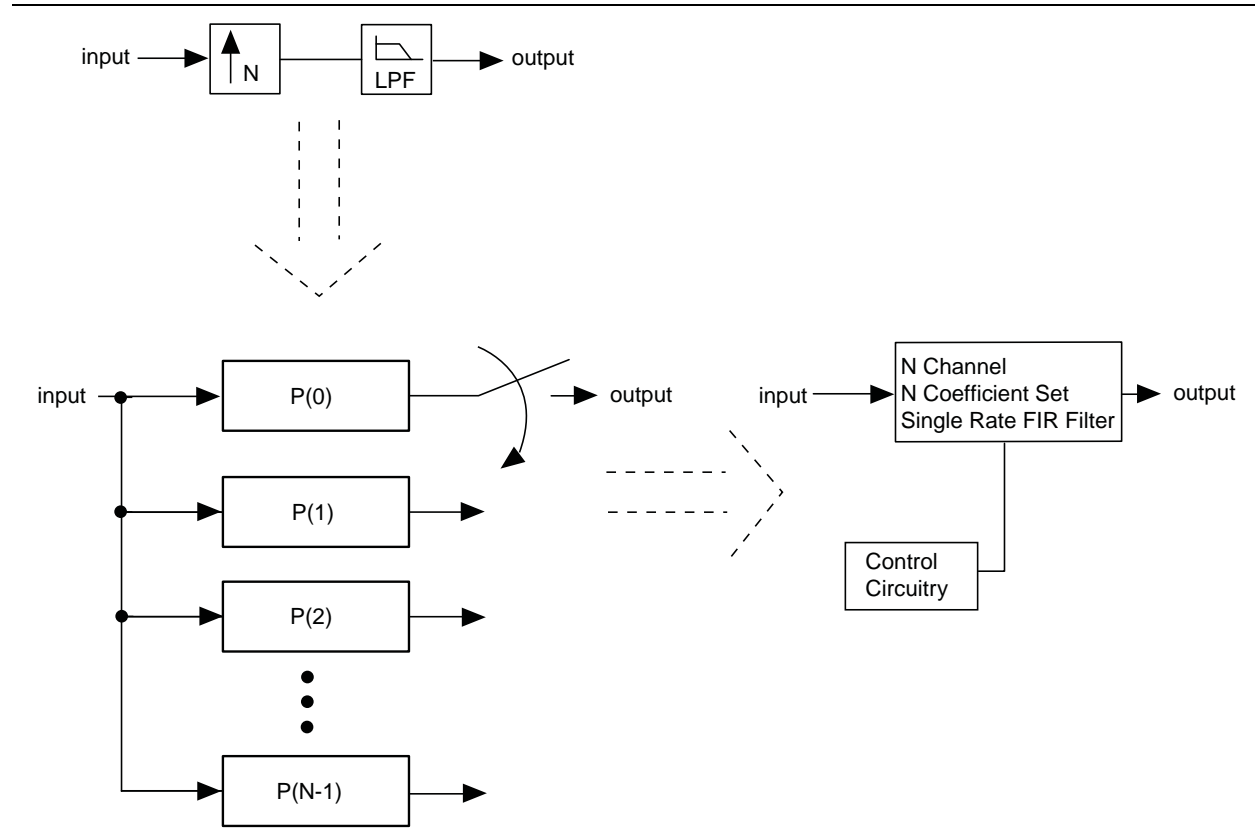 input
N
LPF
output
input
P(0)
output
P(1)
P(2)
P(N-1)
input
N Channel
N Coefficient Set
Single Rate FIR Filter
output
Control
Circuitry